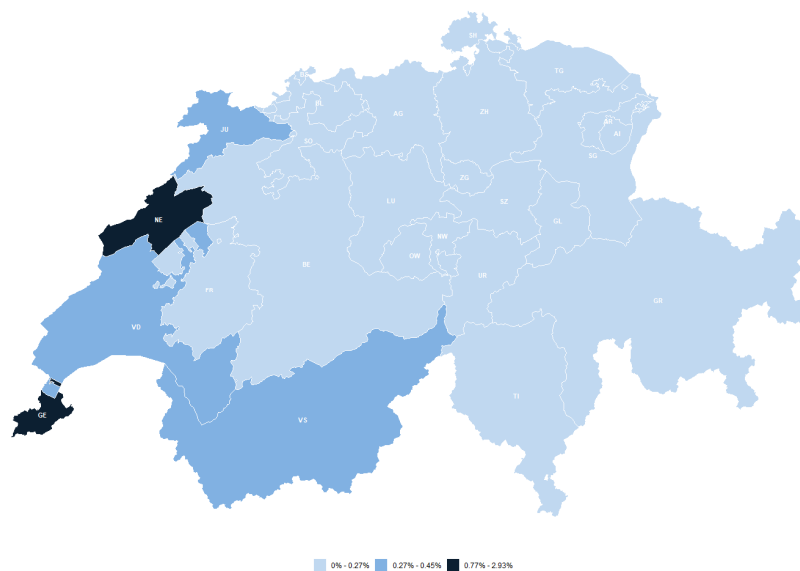 SH
TG
BS
BL
AG
ZH
JU
SO
AR
AI
SG
ZG
LU
SZ
NE
GL
NW
OW
BE
UR
FR
GR
VD
TI
GE
VS
0% - 0.27% 0.27% - 0.45% 0.77% - 2.93%